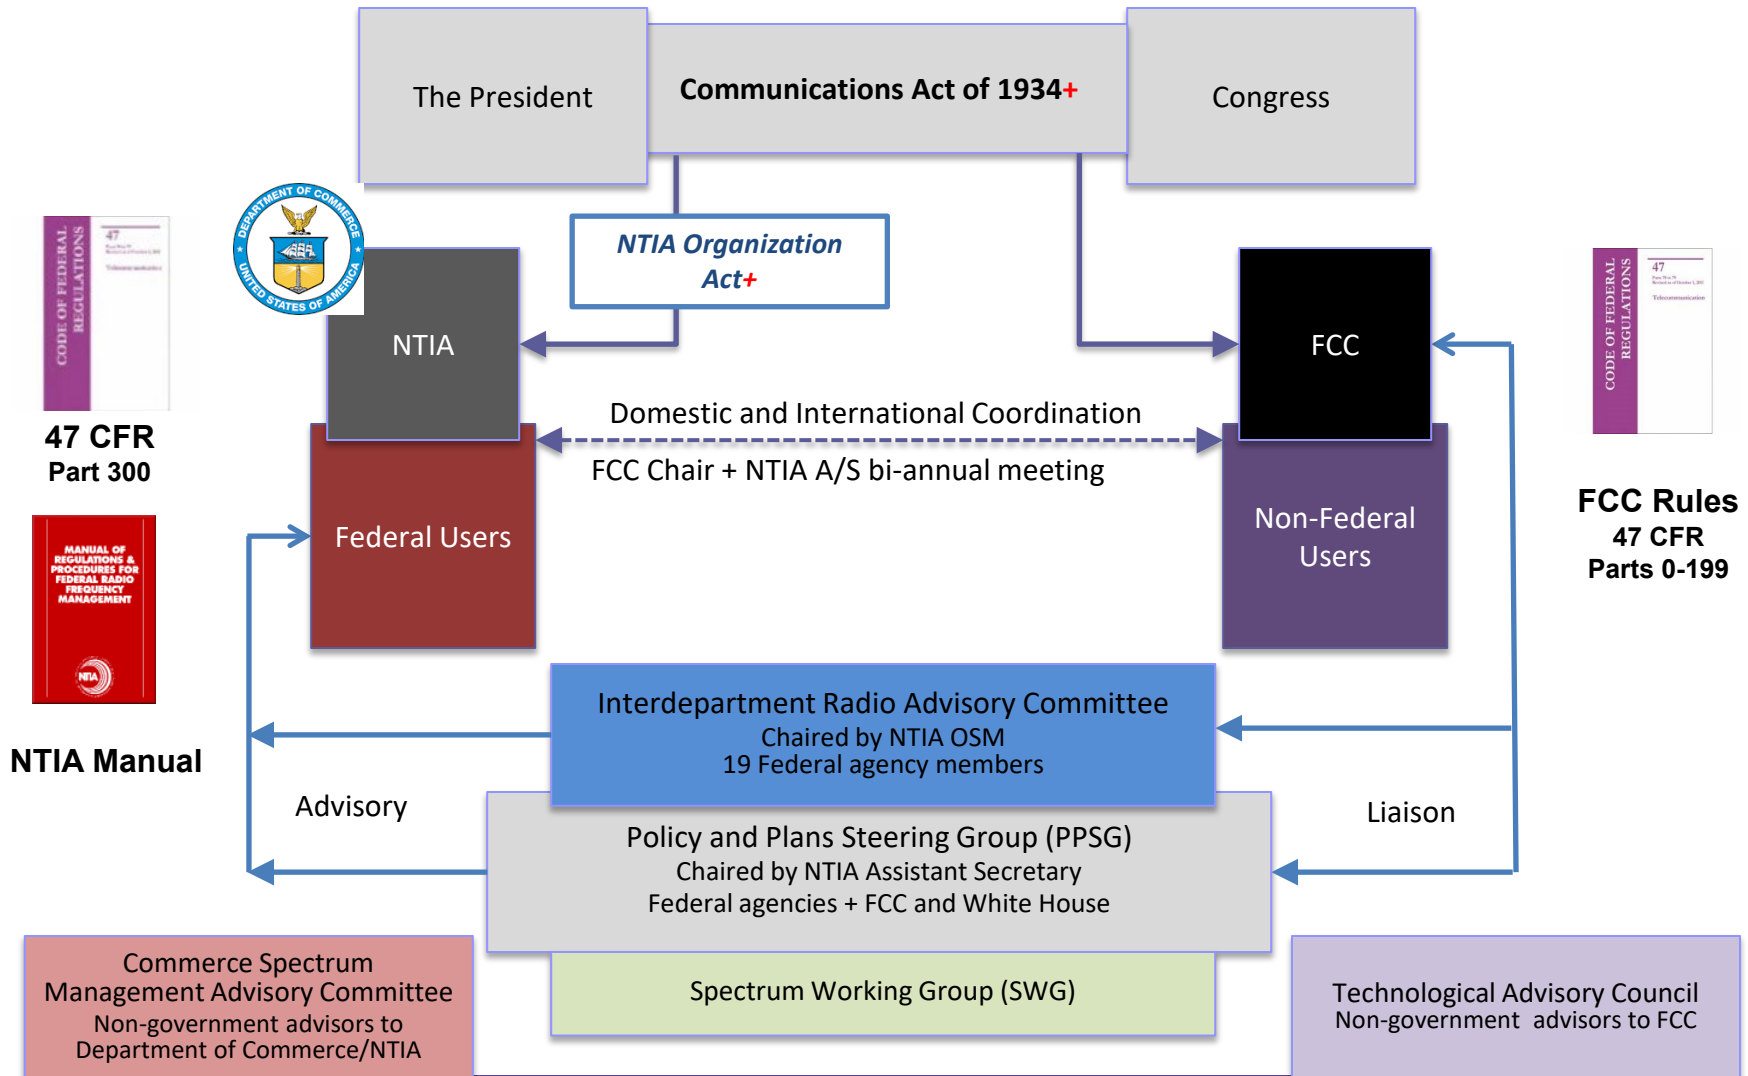 The President
Communications Act of 1934+
Congress
DEPARTMENT OF COMMERCE
UNITED STATES OF AMERICA
NTIA Organization
Act+
CODE OF FEDERAL
REGULATIONS
47
Telecommunication
NTIA
FCC
CODE OF FEDERAL
REGULATIONS
47
Telecommunication
47 CFR
Part 300
Domestic and International Coordination
FCC Chair + NTIA A/S bi-annual meeting
Federal Users
Non-Federal
Users
FCC Rules
47 CFR
Parts 0-199
MANUAL OF
REGULATIONS &
PROCEDURES FOR
FEDERAL RADIO
FREQUENCY
MANAGEMENT
NTIA
NTIA Manual
Interdepartment Radio Advisory Committee
Chaired by NTIA OSM
19 Federal agency members
Advisory
Liaison
Policy and Plans Steering Group (PPSG)
Chaired by NTIA Assistant Secretary
Federal agencies + FCC and White House
Commerce Spectrum
Management Advisory Committee
Non-government advisors to
Department of Commerce/NTIA
Spectrum Working Group (SWG)
Technological Advisory Council
Non-government  advisors to FCC